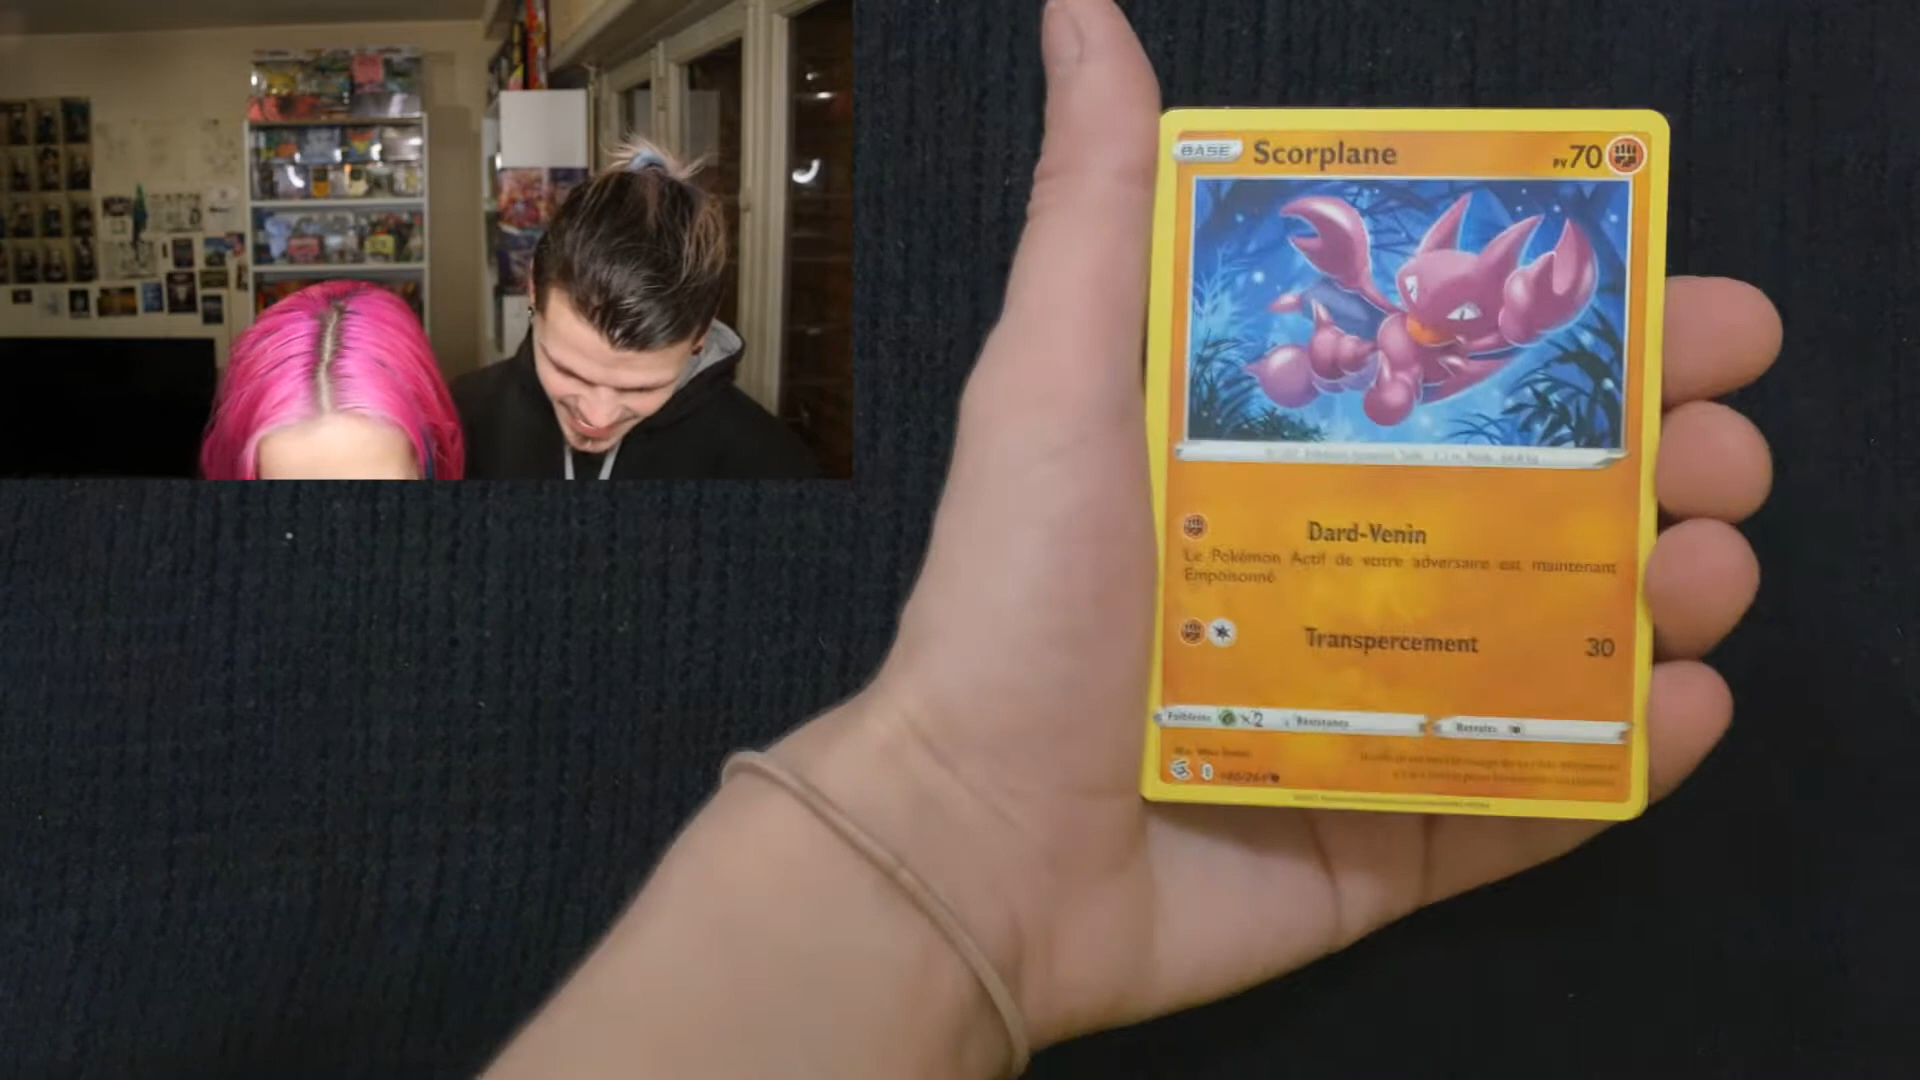 BASE Scorplane PV70
Dard-Venin
Le Pokémon Actif de votre adversaire est maintenant
Empoisonné
Transpercement 30
Faiblesse ×2 Résistance Retraite